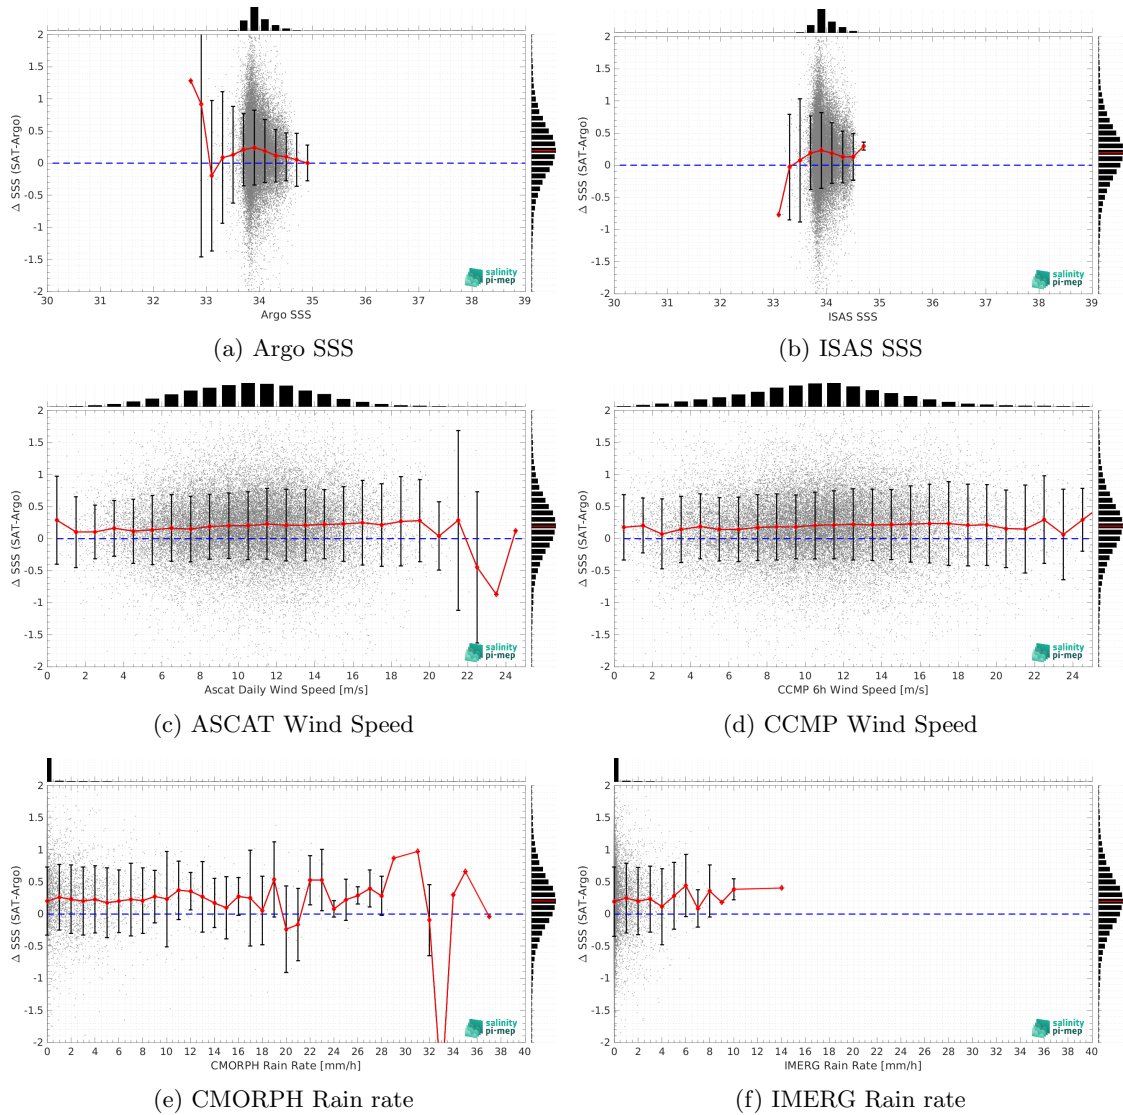 2
1.5
1
0.5
0
-0.5
-1
-1.5
-2
Δ SSS (SAT-Argo)
30 31 32 33 34 35 36 37 38 39
Argo SSS
salinity
pi-mep
(a) Argo SSS
2
1.5
1
0.5
0
-0.5
-1
-1.5
-2
Δ SSS (SAT-Argo)
30 31 32 33 34 35 36 37 38 39
ISAS SSS
salinity
pi-mep
(b) ISAS SSS
2
1.5
1
0.5
0
-0.5
-1
-1.5
-2
Δ SSS (SAT-Argo)
0 2 4 6 8 10 12 14 16 18 20 22 24
Ascat Daily Wind Speed [m/s]
salinity
pi-mep
(c) ASCAT Wind Speed
2
1.5
1
0.5
0
-0.5
-1
-1.5
-2
Δ SSS (SAT-Argo)
0 2 4 6 8 10 12 14 16 18 20 22 24
CCMP 6h Wind Speed [m/s]
salinity
pi-mep
(d) CCMP Wind Speed
2
1.5
1
0.5
0
-0.5
-1
-1.5
-2
Δ SSS (SAT-Argo)
0 2 4 6 8 10 12 14 16 18 20 22 24 26 28 30 32 34 36 38 40
CMORPH Rain Rate [mm/h]
salinity
pi-mep
(e) CMORPH Rain rate
2
1.5
1
0.5
0
-0.5
-1
-1.5
-2
Δ SSS (SAT-Argo)
0 2 4 6 8 10 12 14 16 18 20 22 24 26 28 30 32 34 36 38 40
IMERG Rain Rate [mm/h]
salinity
pi-mep
(f) IMERG Rain rate